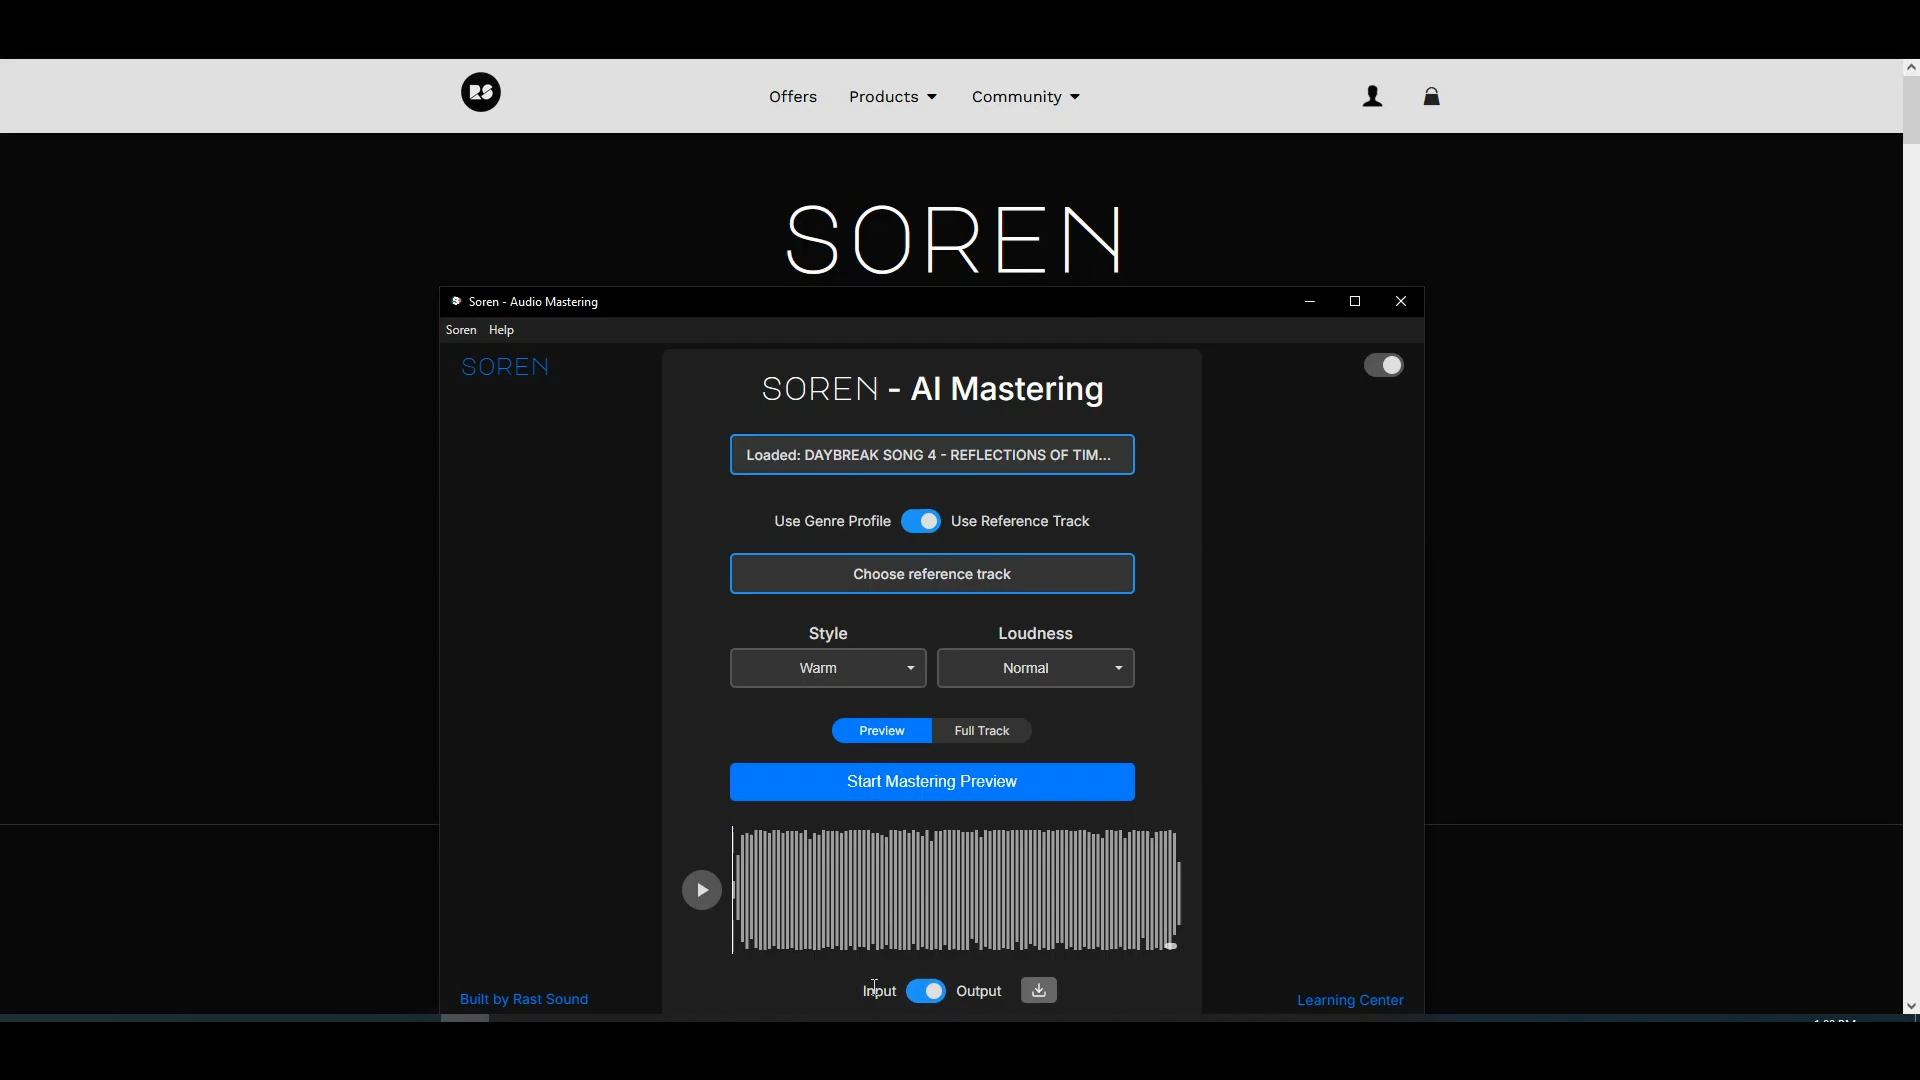 RS
Offers
Products
Community
SOREN
Soren - Audio Mastering
Soren Help
SOREN
SOREN - AI Mastering
Loaded: DAYBREAK SONG 4 - REFLECTIONS OF TIM...
Use Genre Profile
Use Reference Track
Choose reference track
Style
Loudness
Warm
Normal
Preview
Full Track
Start Mastering Preview
Input
Output
Built by Rast Sound
Learning Center